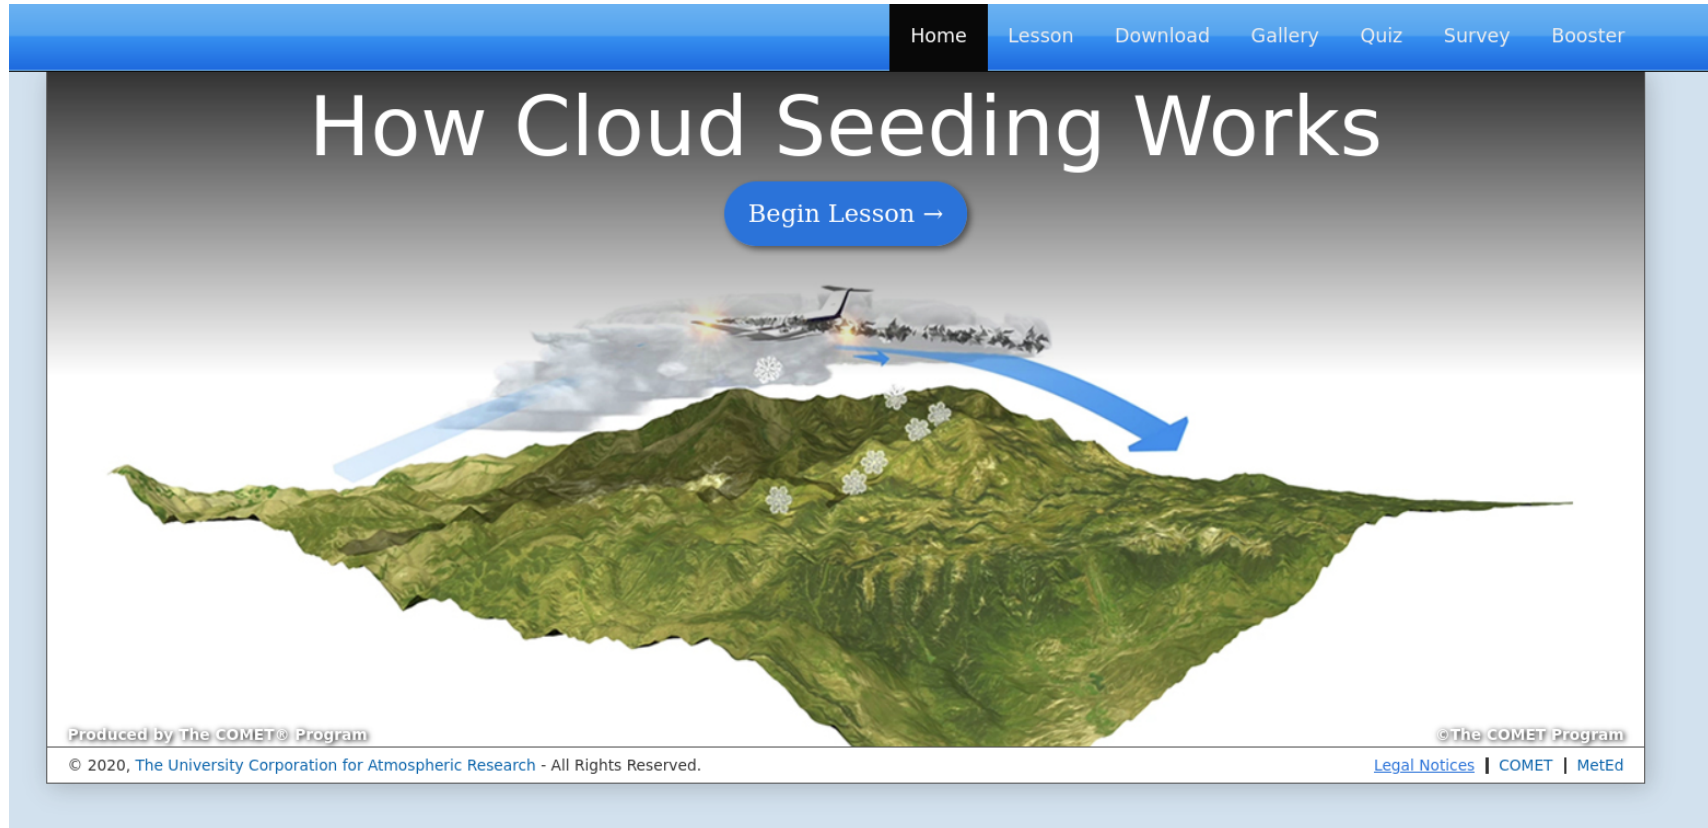 Home Lesson Download Gallery Quiz Survey Booster
How Cloud Seeding Works
Begin Lesson →
Produced by The COMET® Program
©The COMET Program
© 2020, The University Corporation for Atmospheric Research - All Rights Reserved.
Legal Notices | COMET | MetEd